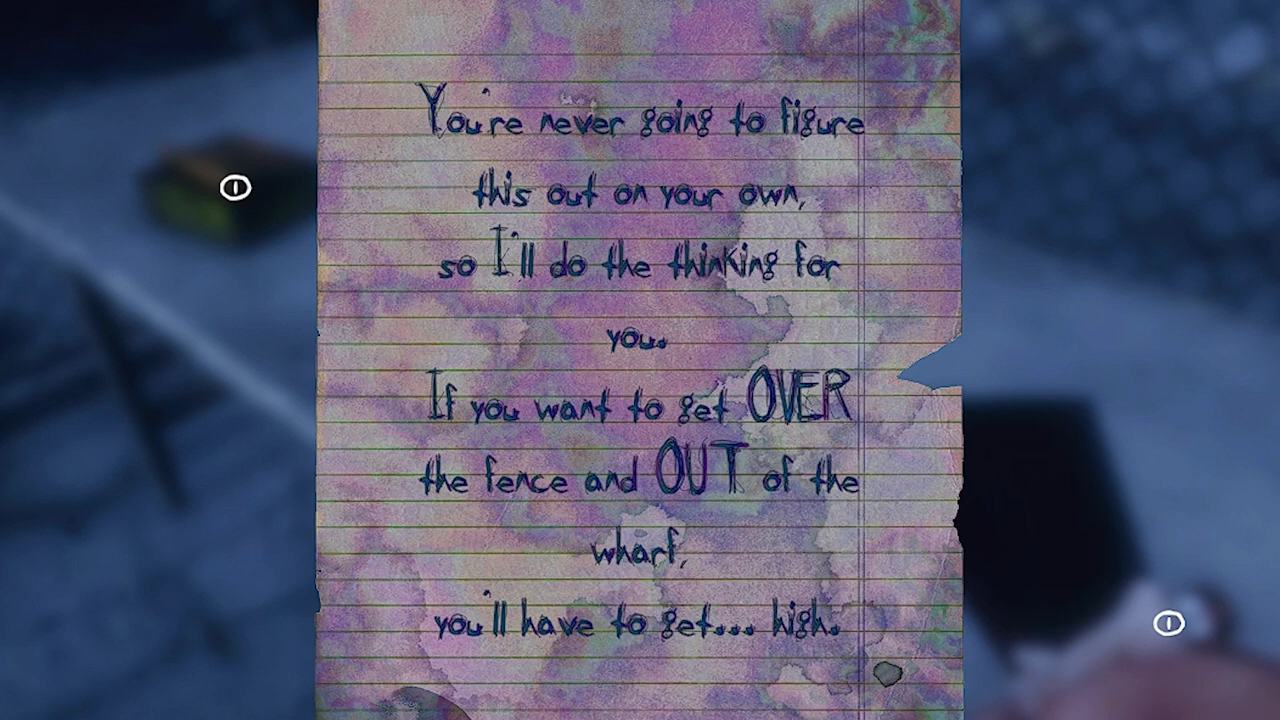 You're never going to figure
this out on your own,
so I'll do the thinking for
you.
If you want to get OVER
the fence and OUT of the
wharf,
you'll have to get... high.